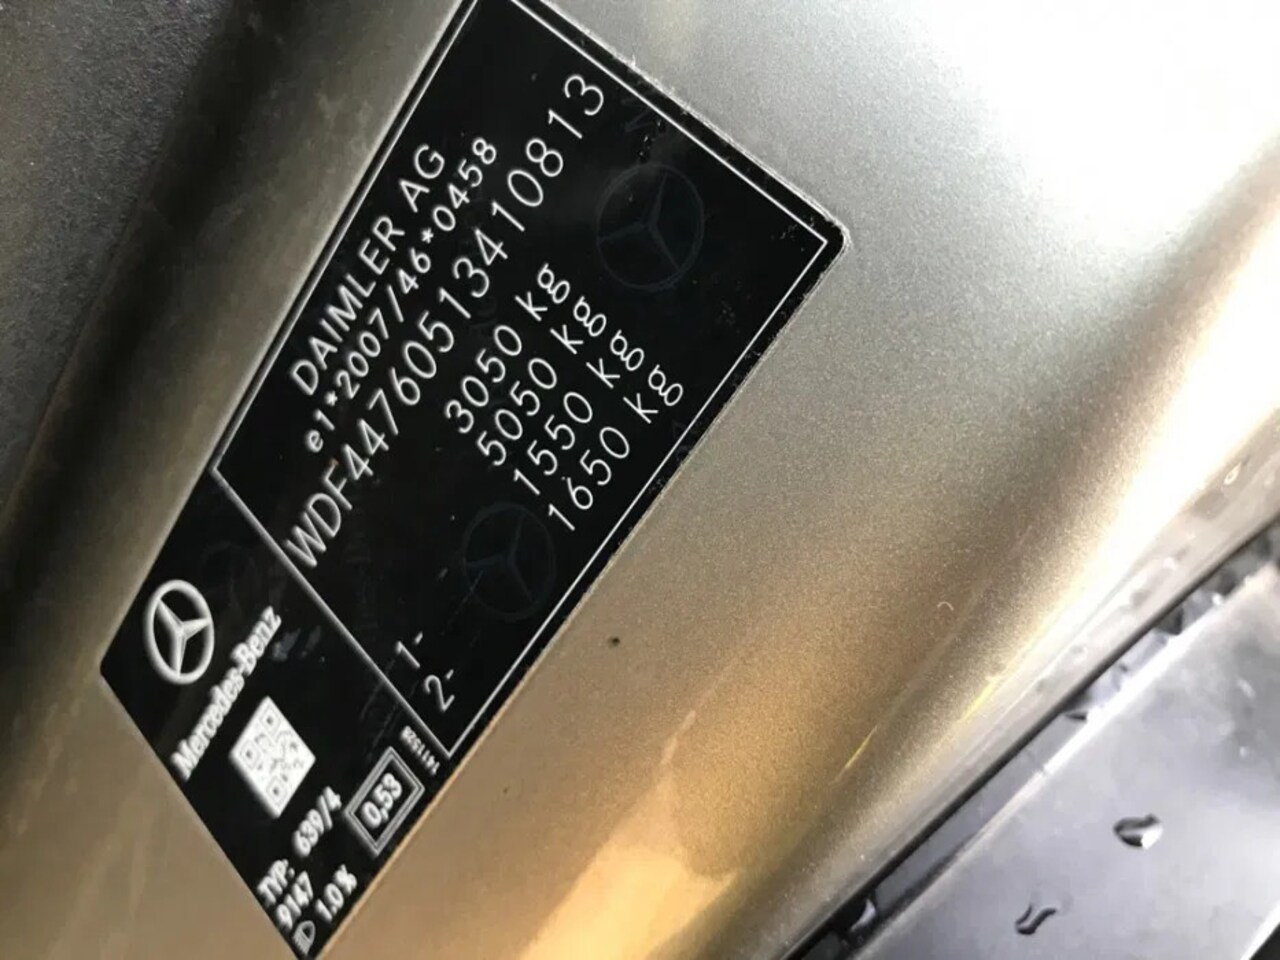 DAIMLER AG
e1*2007/46*0458
WDF44760513410813
3050 kg
5050 kg
1- 1550 kg
2- 1650 kg
Mercedes-Benz
TYP: 639/4
9147
1.0%
0,53